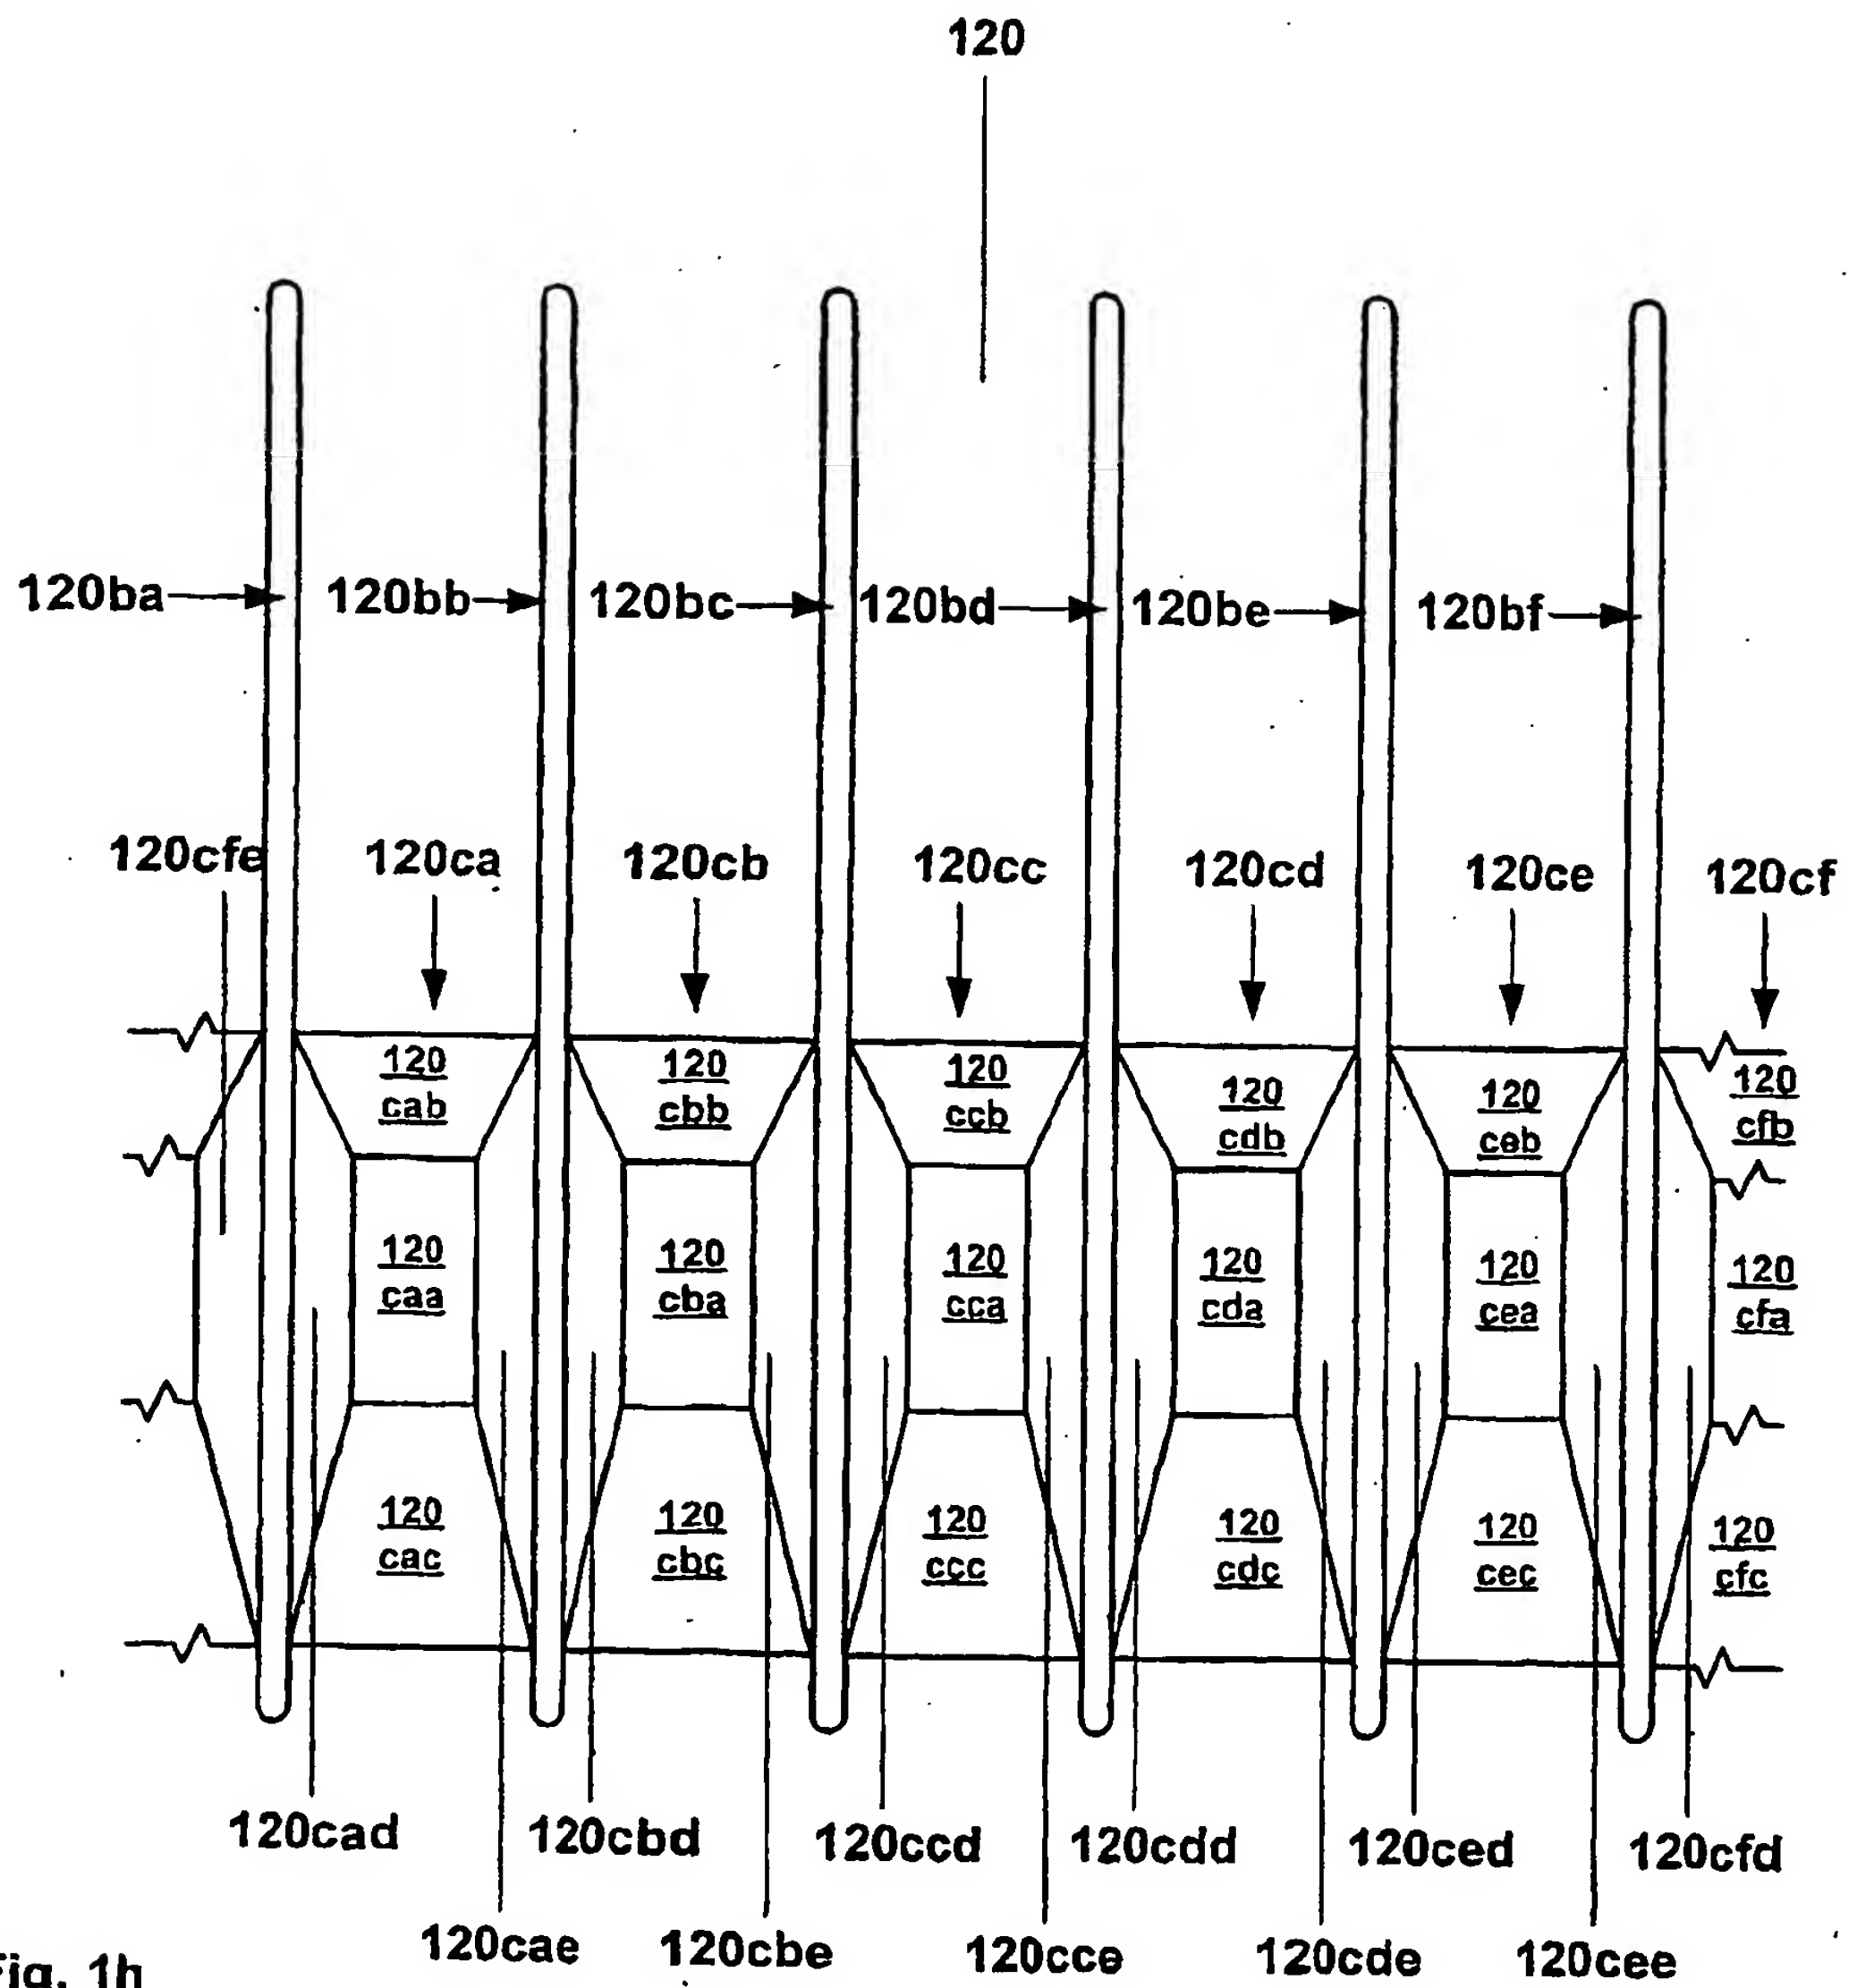 120
120ba 120bb 120bc 120bd 120be 120bf
120cfe 120ca 120cb 120cc 120cd 120ce 120cf
120 120 120 120 120 120
cab cbb ccb cdb ceb cfb
120 120 120 120 120 120
caa cba cca cda cea cfa
120 120 120 120 120 120
cac cbc ccc cdc cec cfc
120cad 120cbd 120ccd 120cdd 120ced 120cfd
120cae 120cbe 120cce 120cde 120cee
Fig. 1h